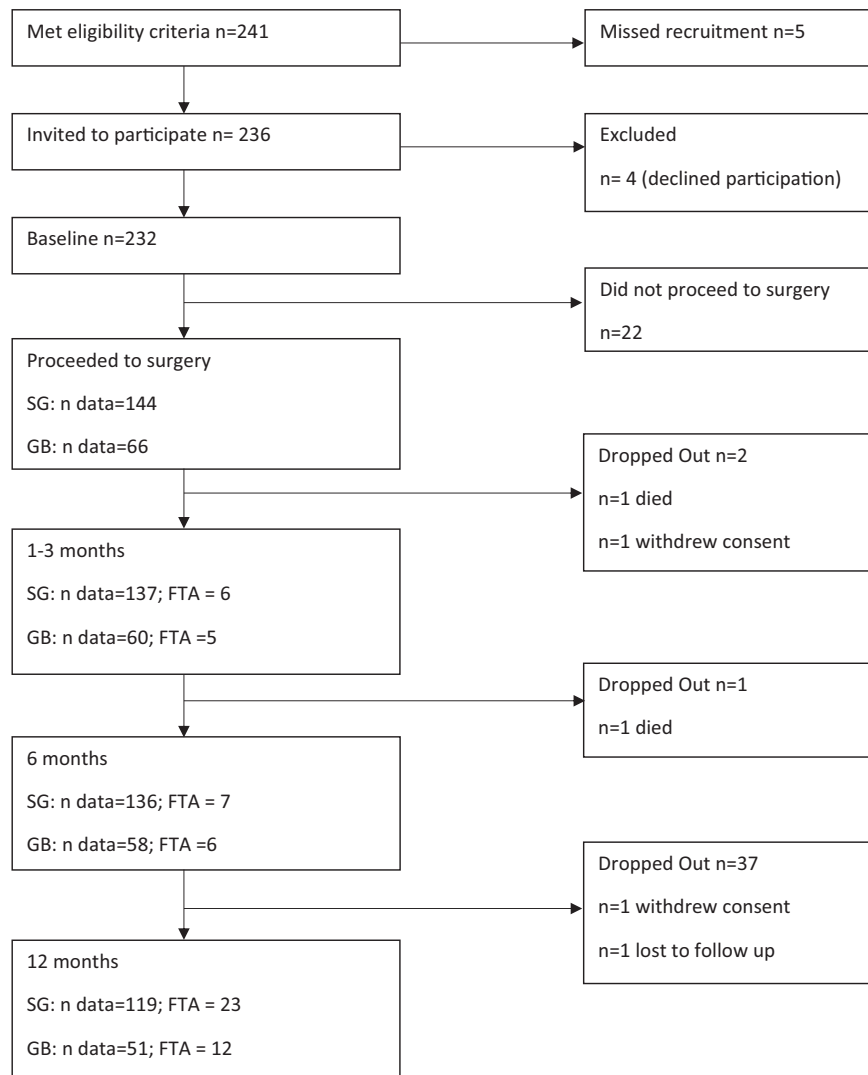 Met eligibility criteria n=241
Missed recruitment n=5
Invited to participate n= 236
Excluded
n= 4 (declined participation)
Baseline n=232
Did not proceed to surgery
n=22
Proceeded to surgery
SG: n data=144
GB: n data=66
Dropped Out n=2
n=1 died
n=1 withdrew consent
1-3 months
SG: n data=137; FTA = 6
GB: n data=60; FTA =5
Dropped Out n=1
n=1 died
6 months
SG: n data=136; FTA = 7
GB: n data=58; FTA =6
Dropped Out n=37
n=1 withdrew consent
n=1 lost to follow up
12 months
SG: n data=119; FTA = 23
GB: n data=51; FTA = 12